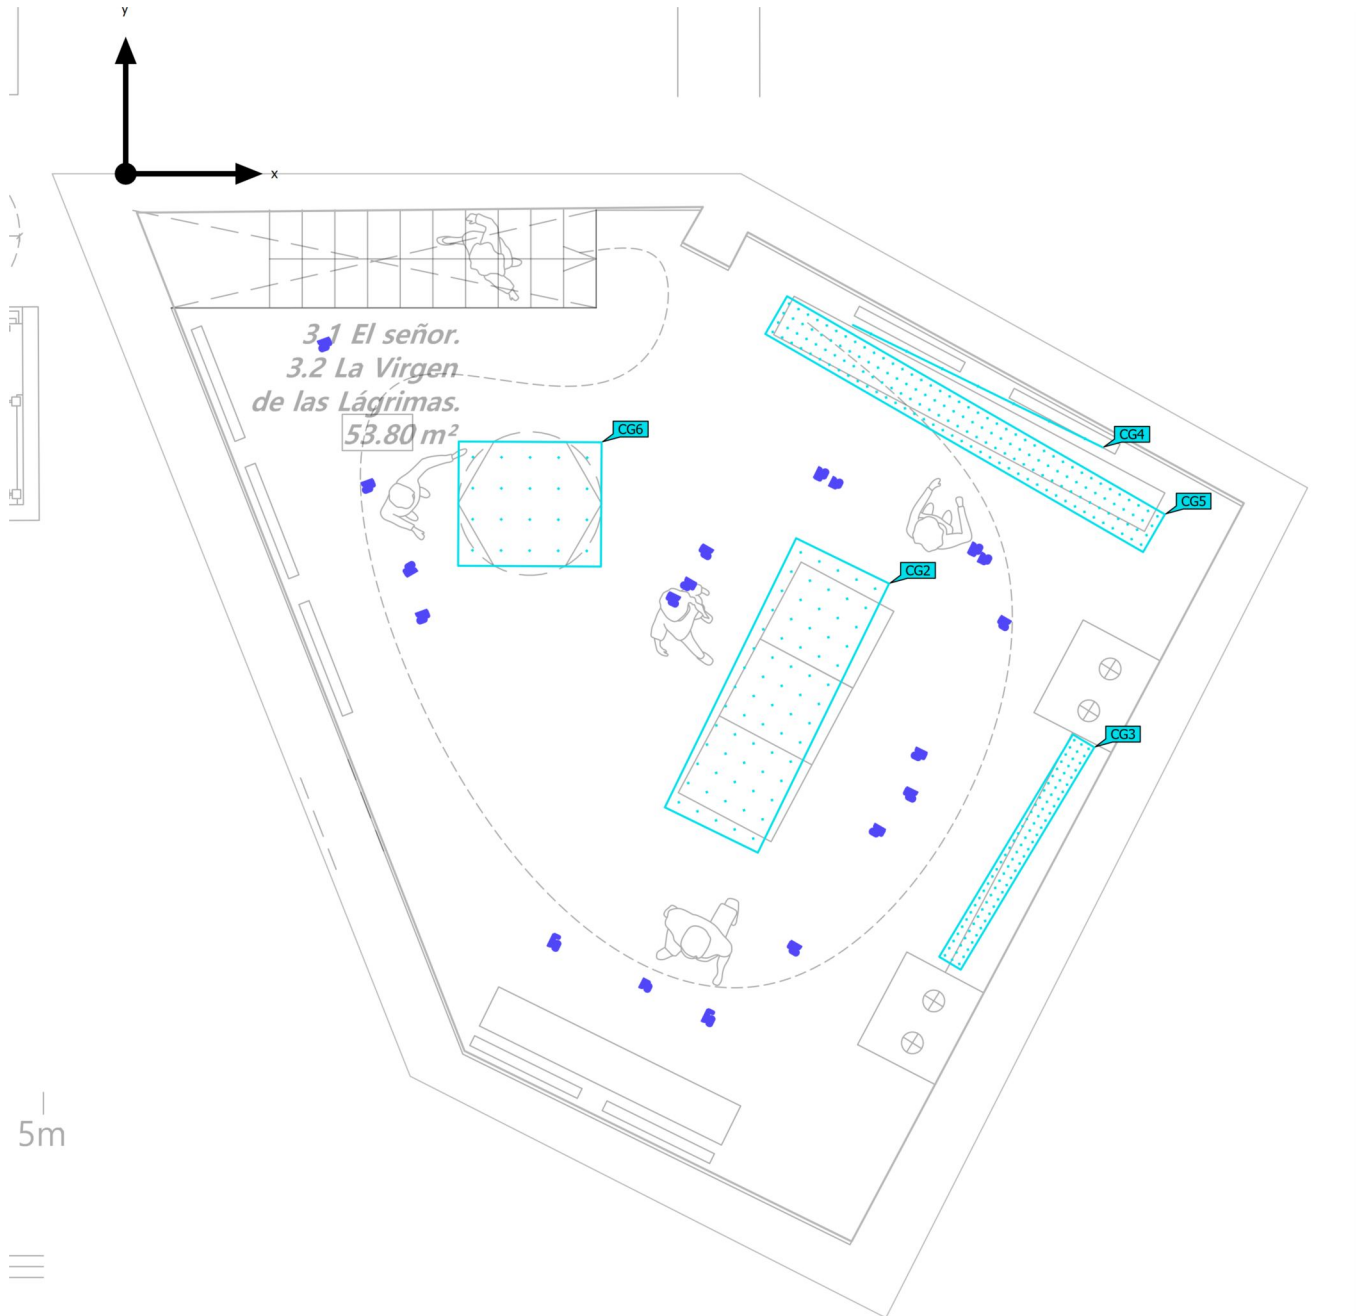 y
x
3.1 El señor.
3.2 La Virgen
de las Lágrimas.
53.80 m²
CG6
CG4
CG5
CG2
CG3
5m